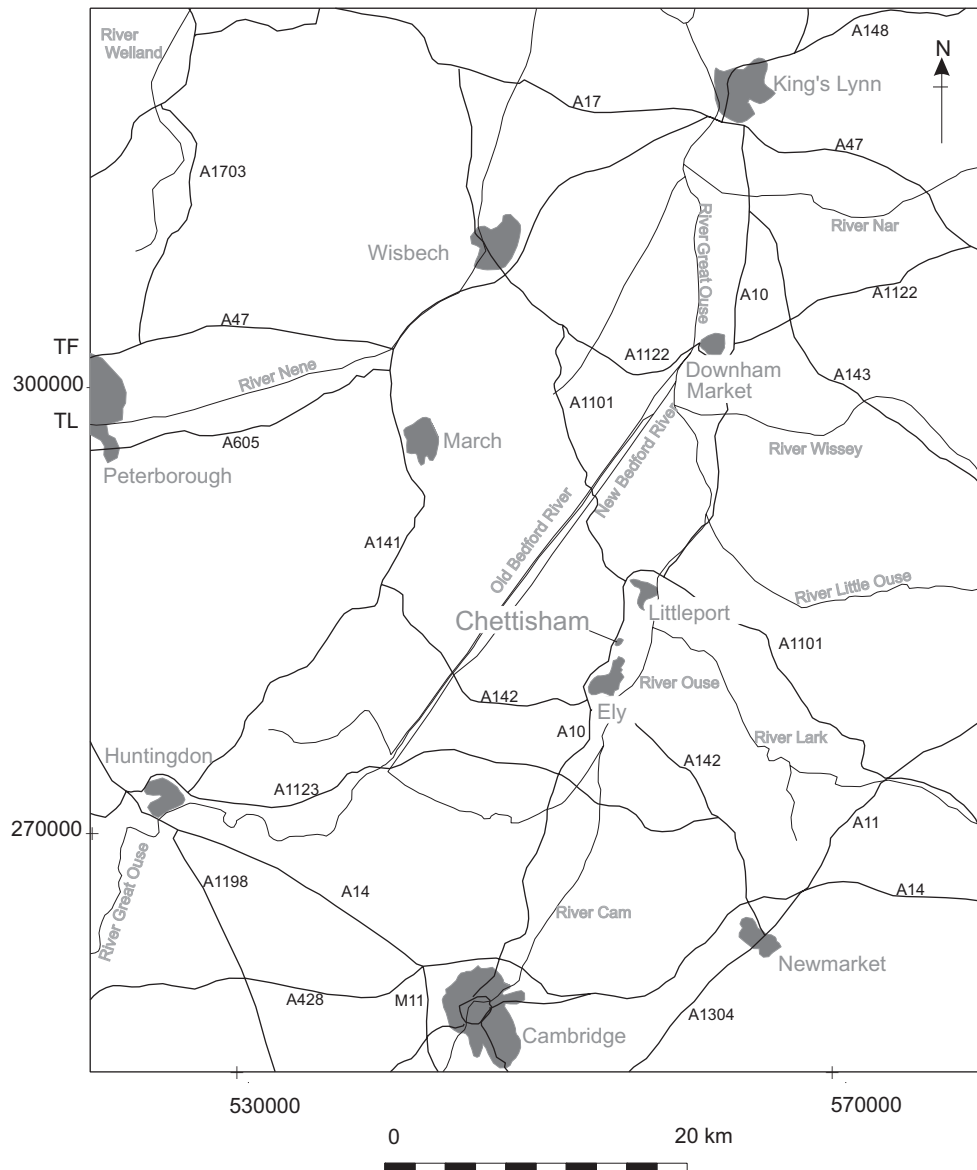 River
Welland
A148
N
King's Lynn
A17
A47
A1703
River Great Ouse
River Nar
Wisbech
A10
A1122
A47
TF
A1122
River Nene
300000
Downham
Market
A143
A1101
TL
New Bedford River
March
A605
River Wissey
Peterborough
Old Bedford River
A141
River Little Ouse
Littleport
Chettisham
A1101
River Ouse
A142
Ely
A10
River Lark
Huntingdon
A142
A1123
A11
270000
River Great Ouse
A1198
A14
A14
River Cam
Newmarket
A428
M11
A1304
Cambridge
530000
570000
0
20 km